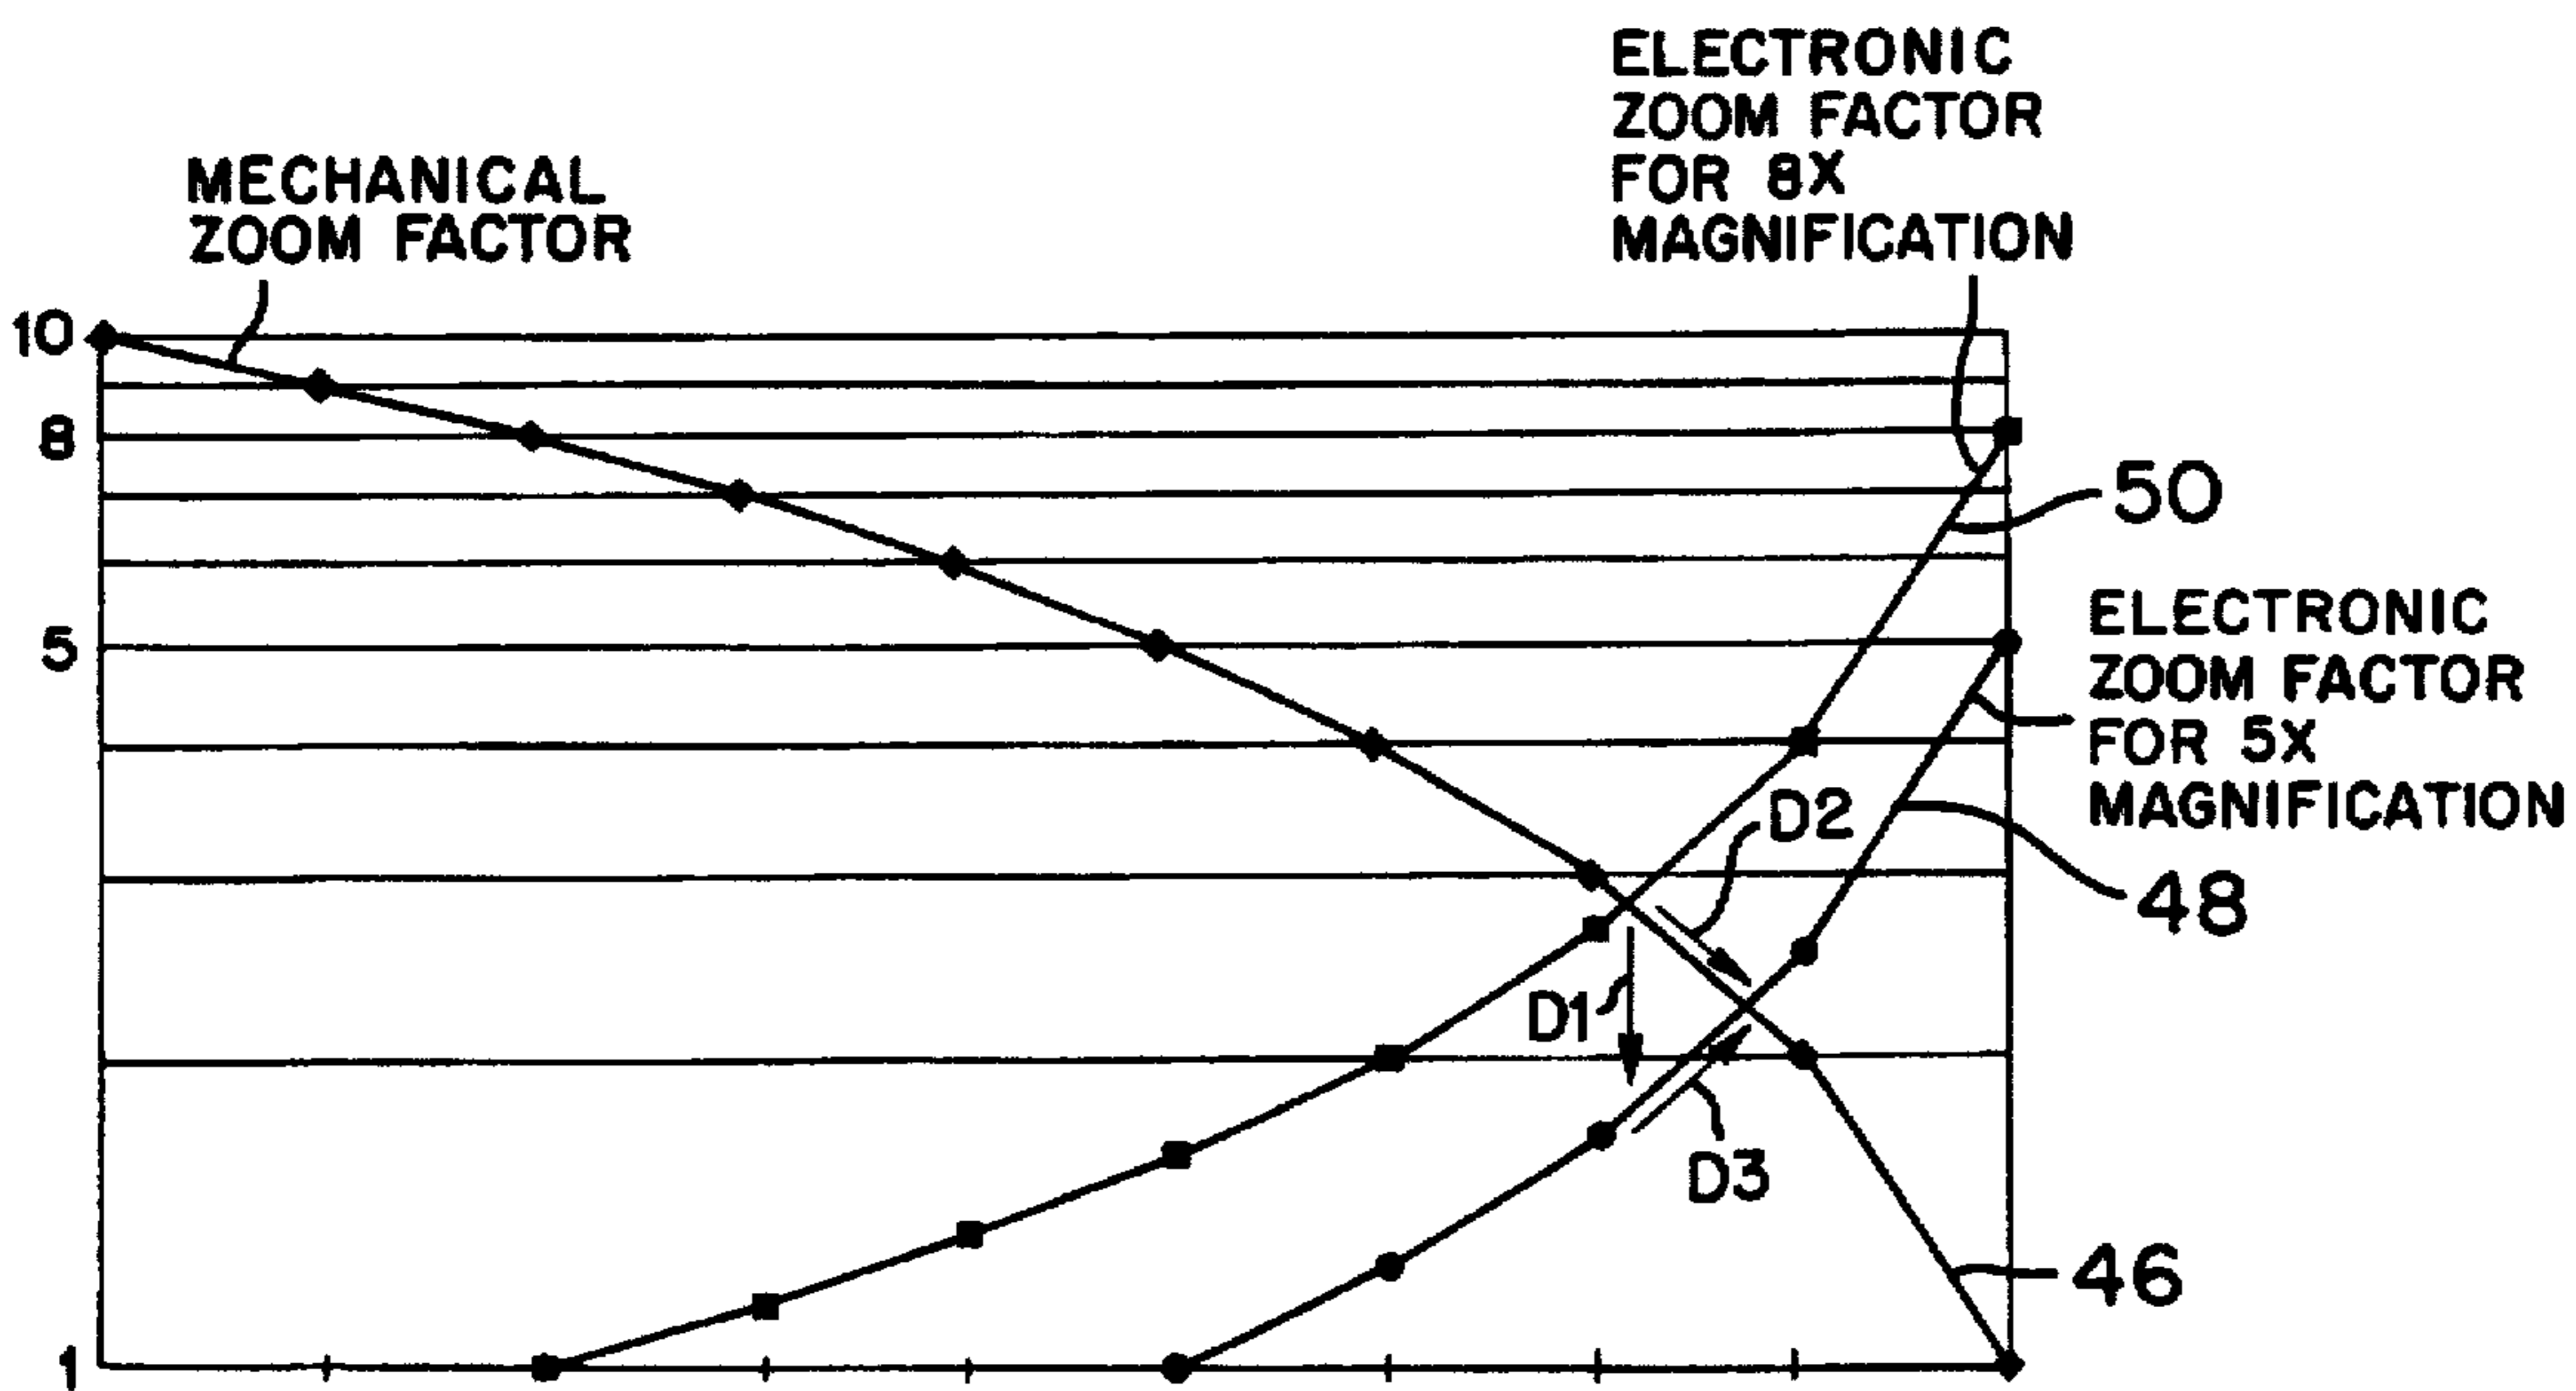 ELECTRONIC
ZOOM FACTOR
FOR 8X
MAGNIFICATION
MECHANICAL
ZOOM FACTOR
10
8
50
ELECTRONIC
ZOOM FACTOR
FOR 5X
MAGNIFICATION
5
D2
48
D1
D3
46
1